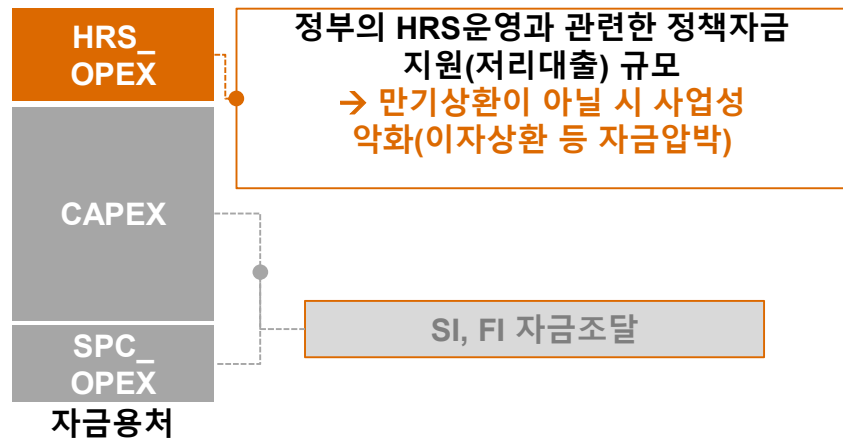 HRS_
OPEX
정부의 HRS운영과 관련한 정책자금
지원(저리대출) 규모
→ 만기상환이 아닐 시 사업성
악화(이자상환 등 자금압박)
CAPEX
SI, FI 자금조달
SPC_
OPEX
자금용처